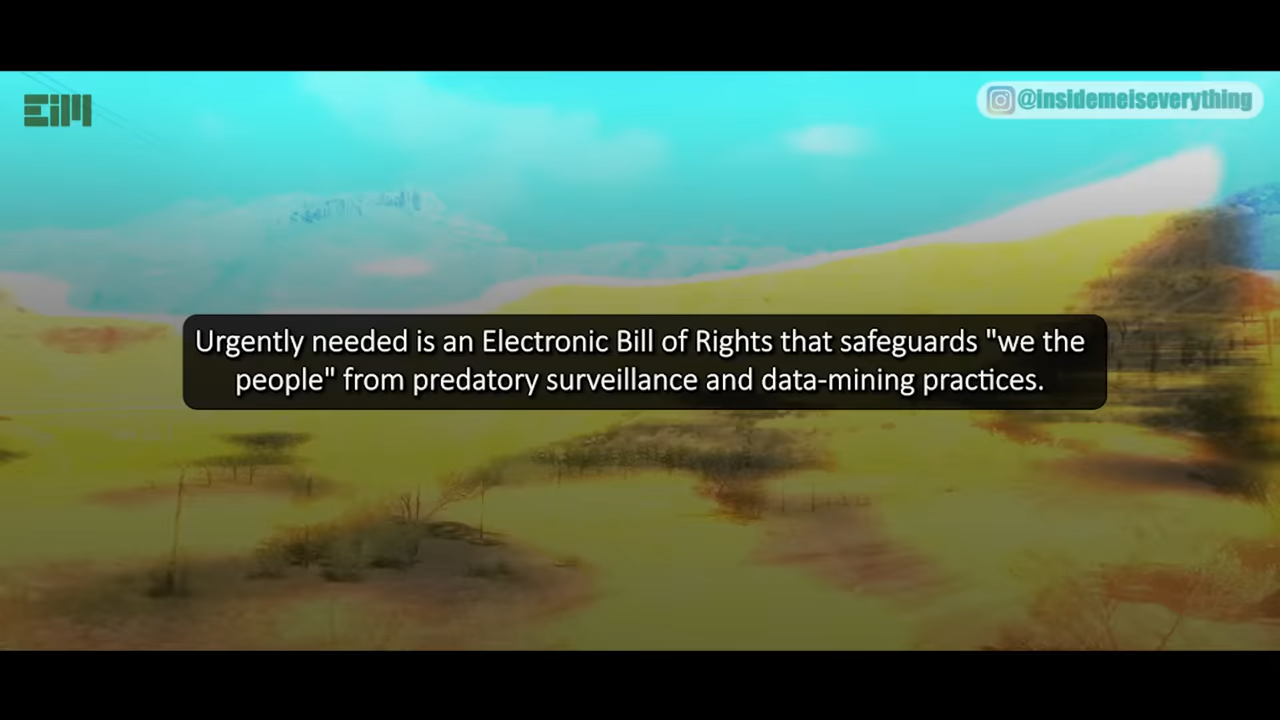 EiM
@insidemeiseverything
Urgently needed is an Electronic Bill of Rights that safeguards "we the
people" from predatory surveillance and data-mining practices.